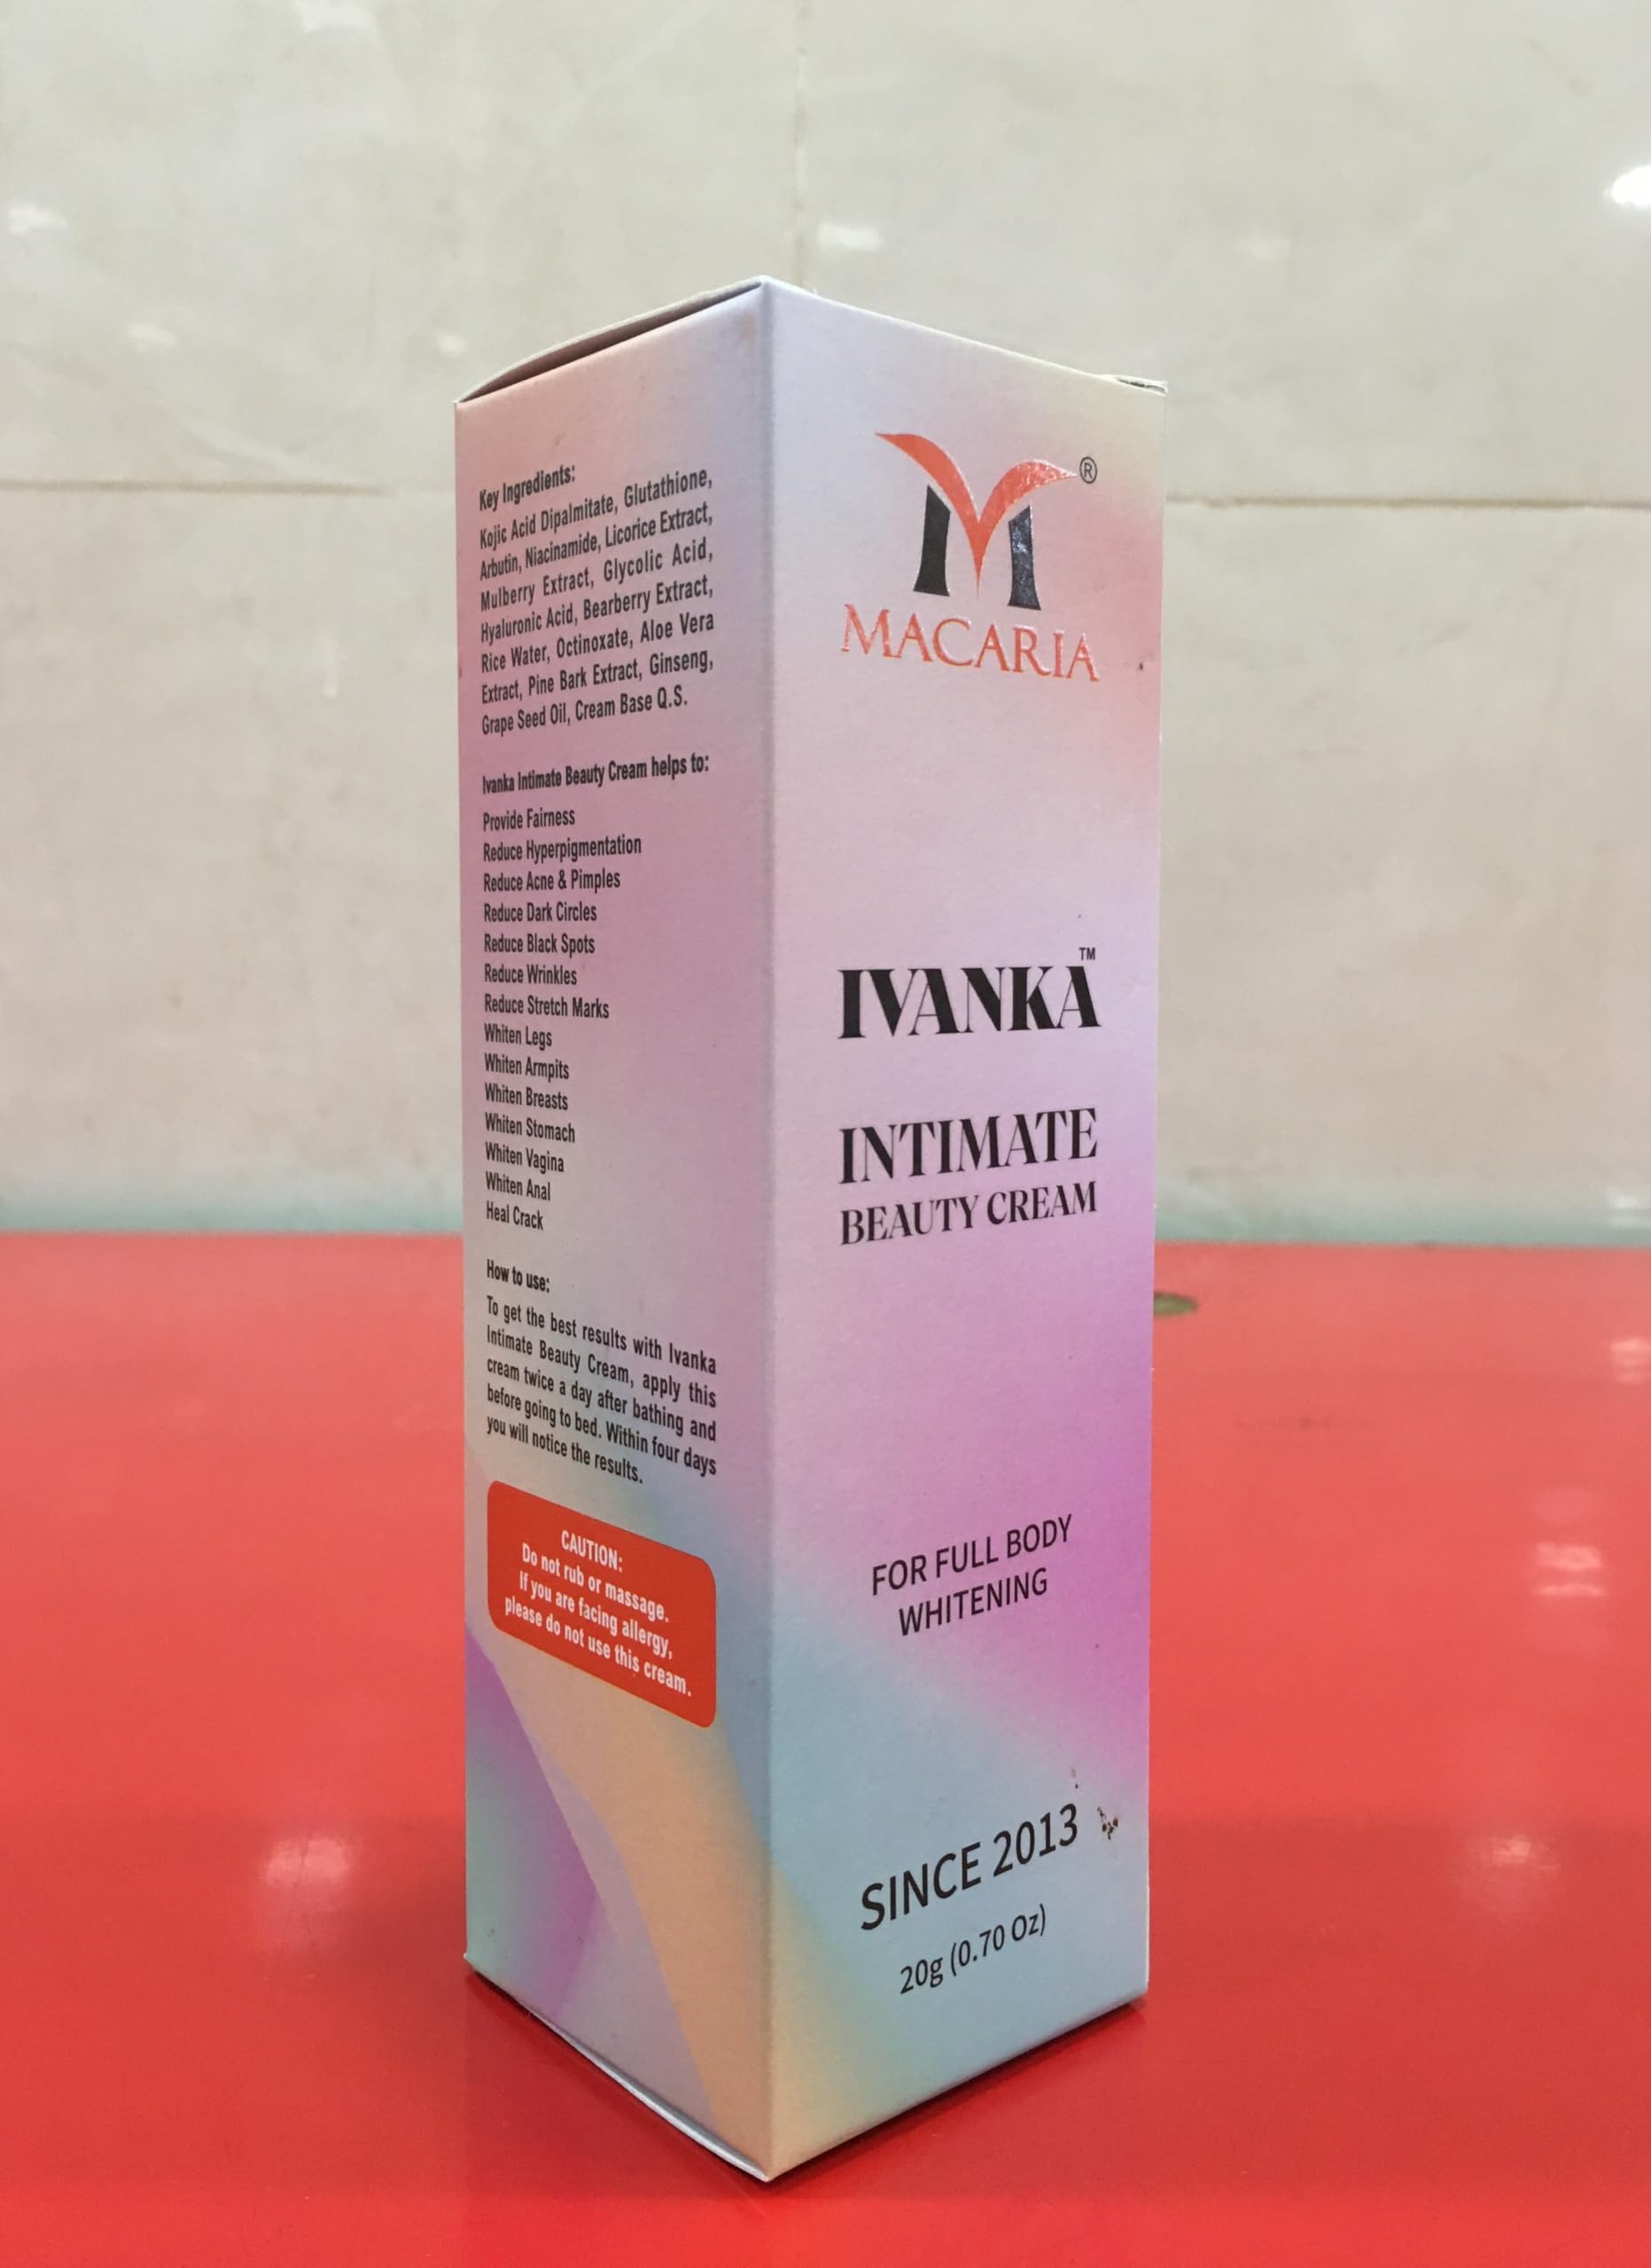 Key Ingredients:
Kojic Acid Dipalmitate, Glutathione,
Arbutin, Niacinamide, Licorice Extract,
Mulberry Extract, Glycolic Acid,
Hyaluronic Acid, Bearberry Extract,
Rice Water, Octinoxate, Aloe Vera
Extract, Pine Bark Extract, Ginseng,
Grape Seed Oil, Cream Base Q.S.
Ivanka Intimate Beauty Cream helps to:
Provide Fairness
Reduce Hyperpigmentation
Reduce Acne & Pimples
Reduce Dark Circles
Reduce Black Spots
Reduce Wrinkles
Reduce Stretch Marks
Whiten Legs
Whiten Armpits
Whiten Breasts
Whiten Stomach
Whiten Vagina
Whiten Anal
Heal Crack
How to use:
To get the best results with Ivanka
Intimate Beauty Cream, apply this
cream twice a day after bathing and
before going to bed. Within four days
you will notice the results.
CAUTION:
Do not rub or massage.
If you are facing allergy,
please do not use this cream.
M®
MACARIA
IVANKA™
INTIMATE
BEAUTY CREAM
FOR FULL BODY
WHITENING
SINCE 2013
20g (0.70 Oz)